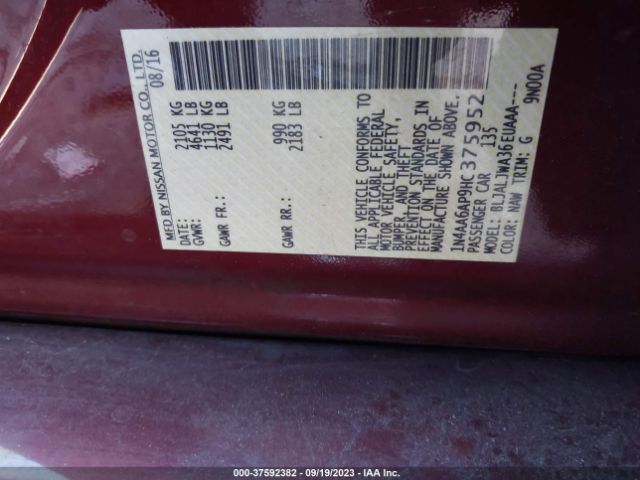 MFD BY NISSAN MOTOR CO., LTD.
DATE: 08/16
GVWR: 2105 KG
4641 LB
GAWR FR: 1130 KG
2491 LB
GAWR RR: 990 KG
2183 LB
THIS VEHICLE CONFORMS TO
ALL APPLICABLE FEDERAL
MOTOR VEHICLE SAFETY,
BUMPER, AND THEFT
PREVENTION STANDARDS IN
EFFECT ON THE DATE OF
MANUFACTURE SHOWN ABOVE.
1N4AA6AP9HC375952
PASSENGER CAR 135
MODEL: BLJALJWA36EUAAA---
COLOR: NAW TRIM: G 9N00A
000-37592382 - 09/19/2023 - IAA Inc.